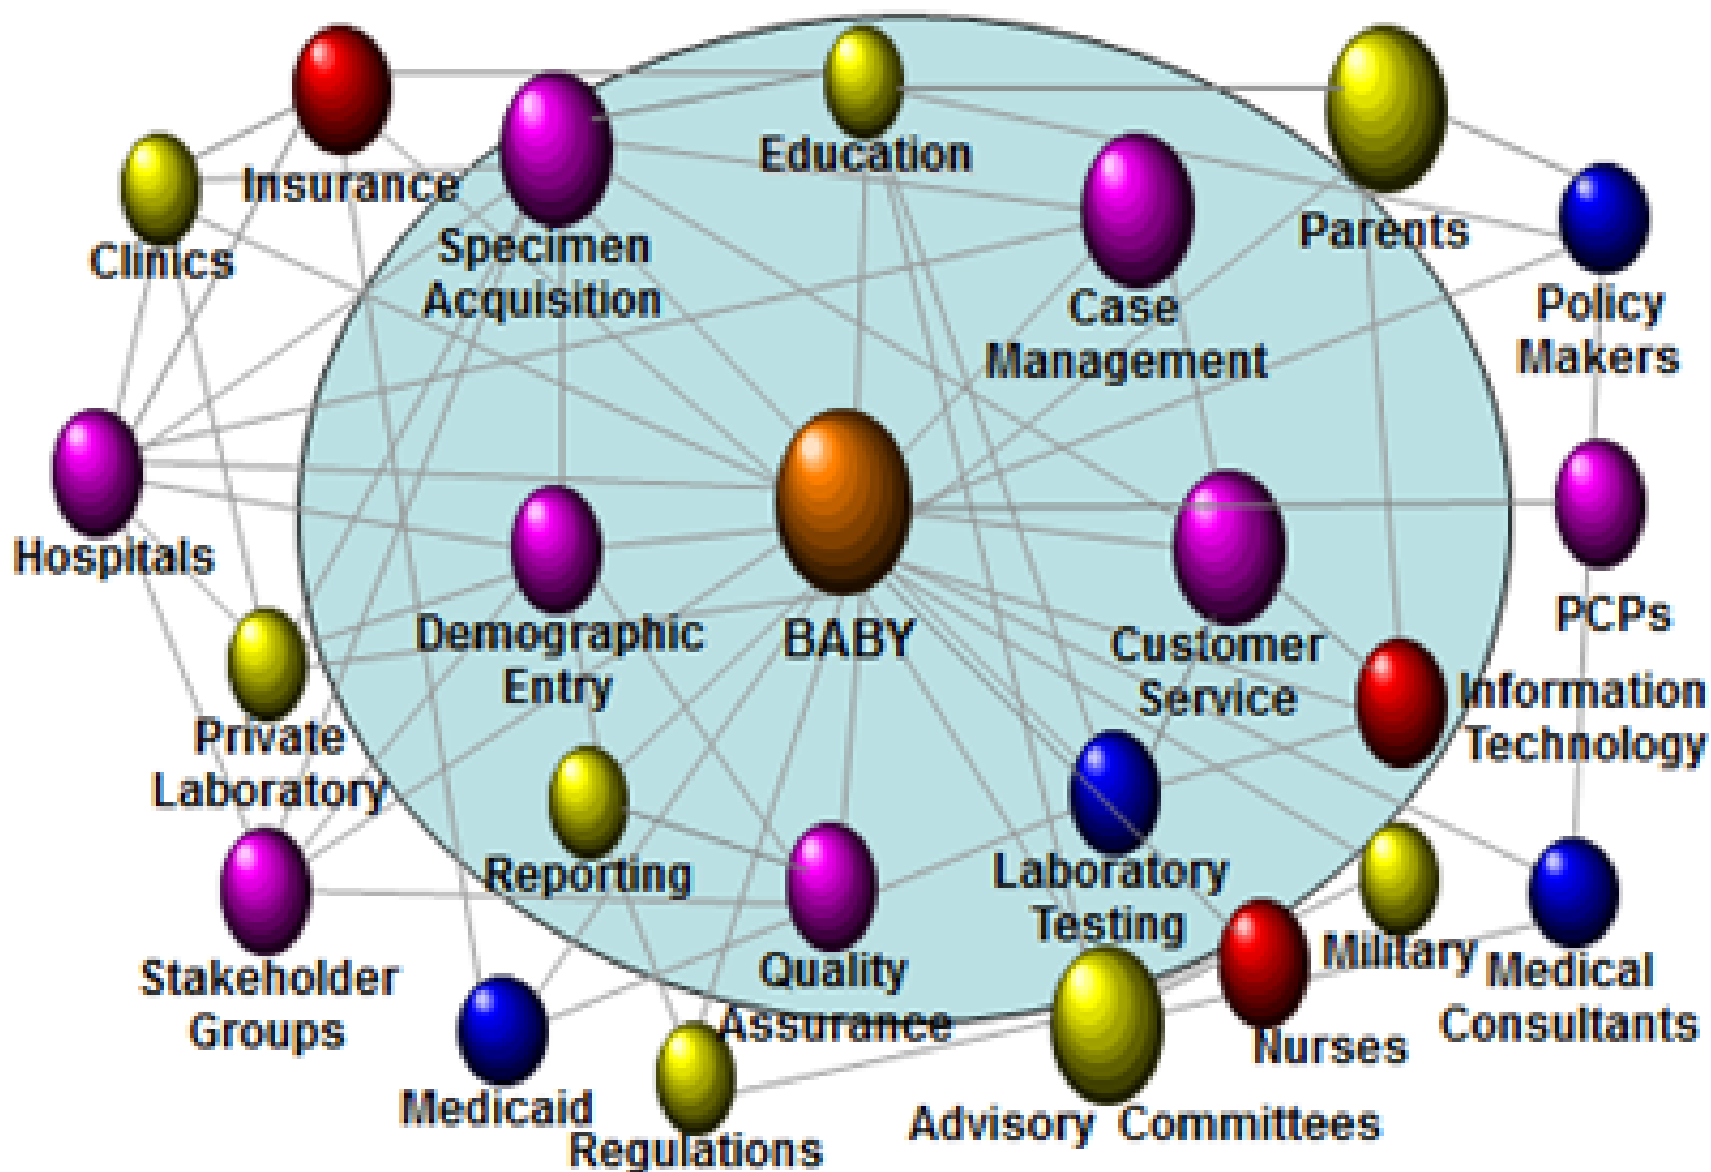 Education
Insurance
Parents
Clinics
Specimen
Acquisition
Case
Management
Policy
Makers
Hospitals
Demographic
Entry
BABY
Customer
Service
PCPs
Information
Technology
Private
Laboratory
Reporting
Laboratory
Testing
Quality
Assurance
Stakeholder
Groups
Military
Medical
Consultants
Nurses
Medicaid
Regulations
Advisory Committees